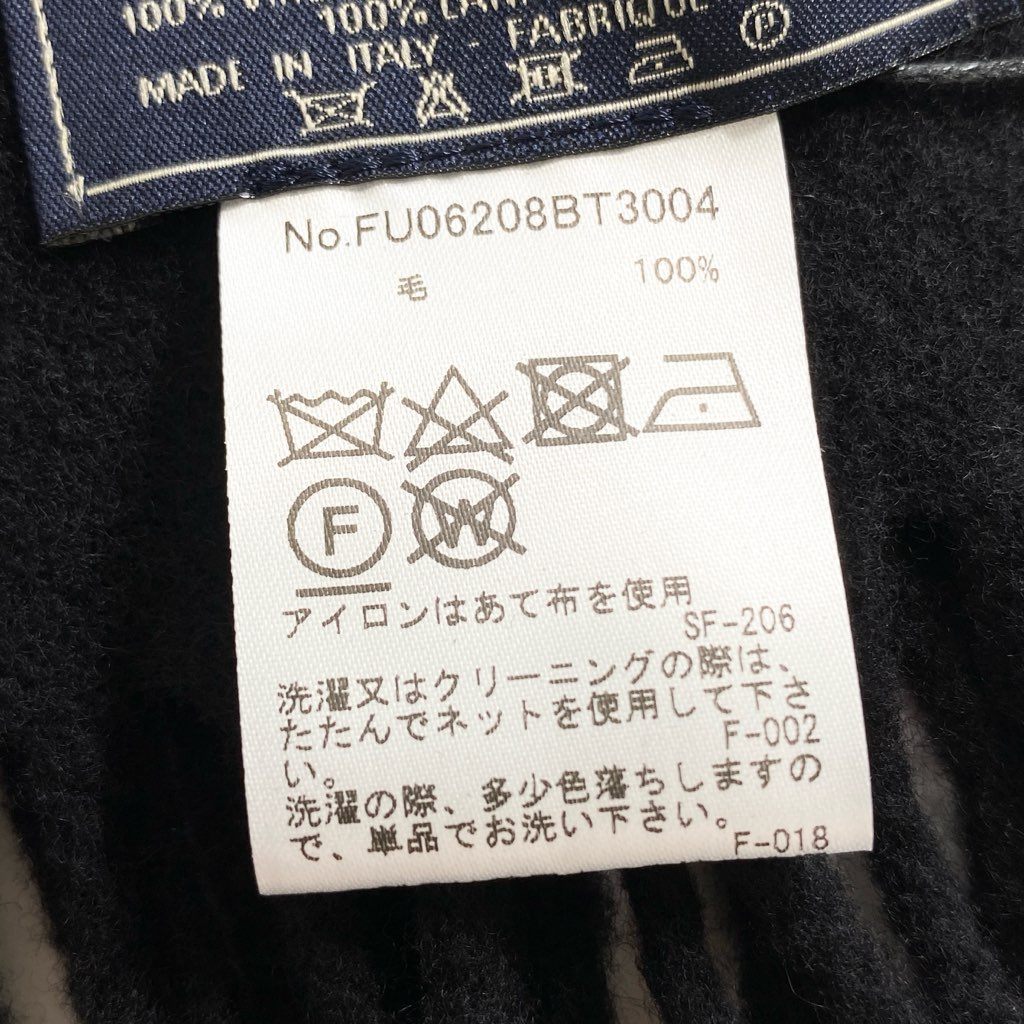 100%
100%
MADE IN ITALY - FABRIQUE
P
No.FU06208BT3004
毛 100%
F W
アイロンはあて布を使用
SF-206
洗濯又はクリーニングの際は、
たたんでネットを使用して下さ
い。
F-002
洗濯の際、多少色落ちしますの
で、単品でお洗い下さい。
F-018